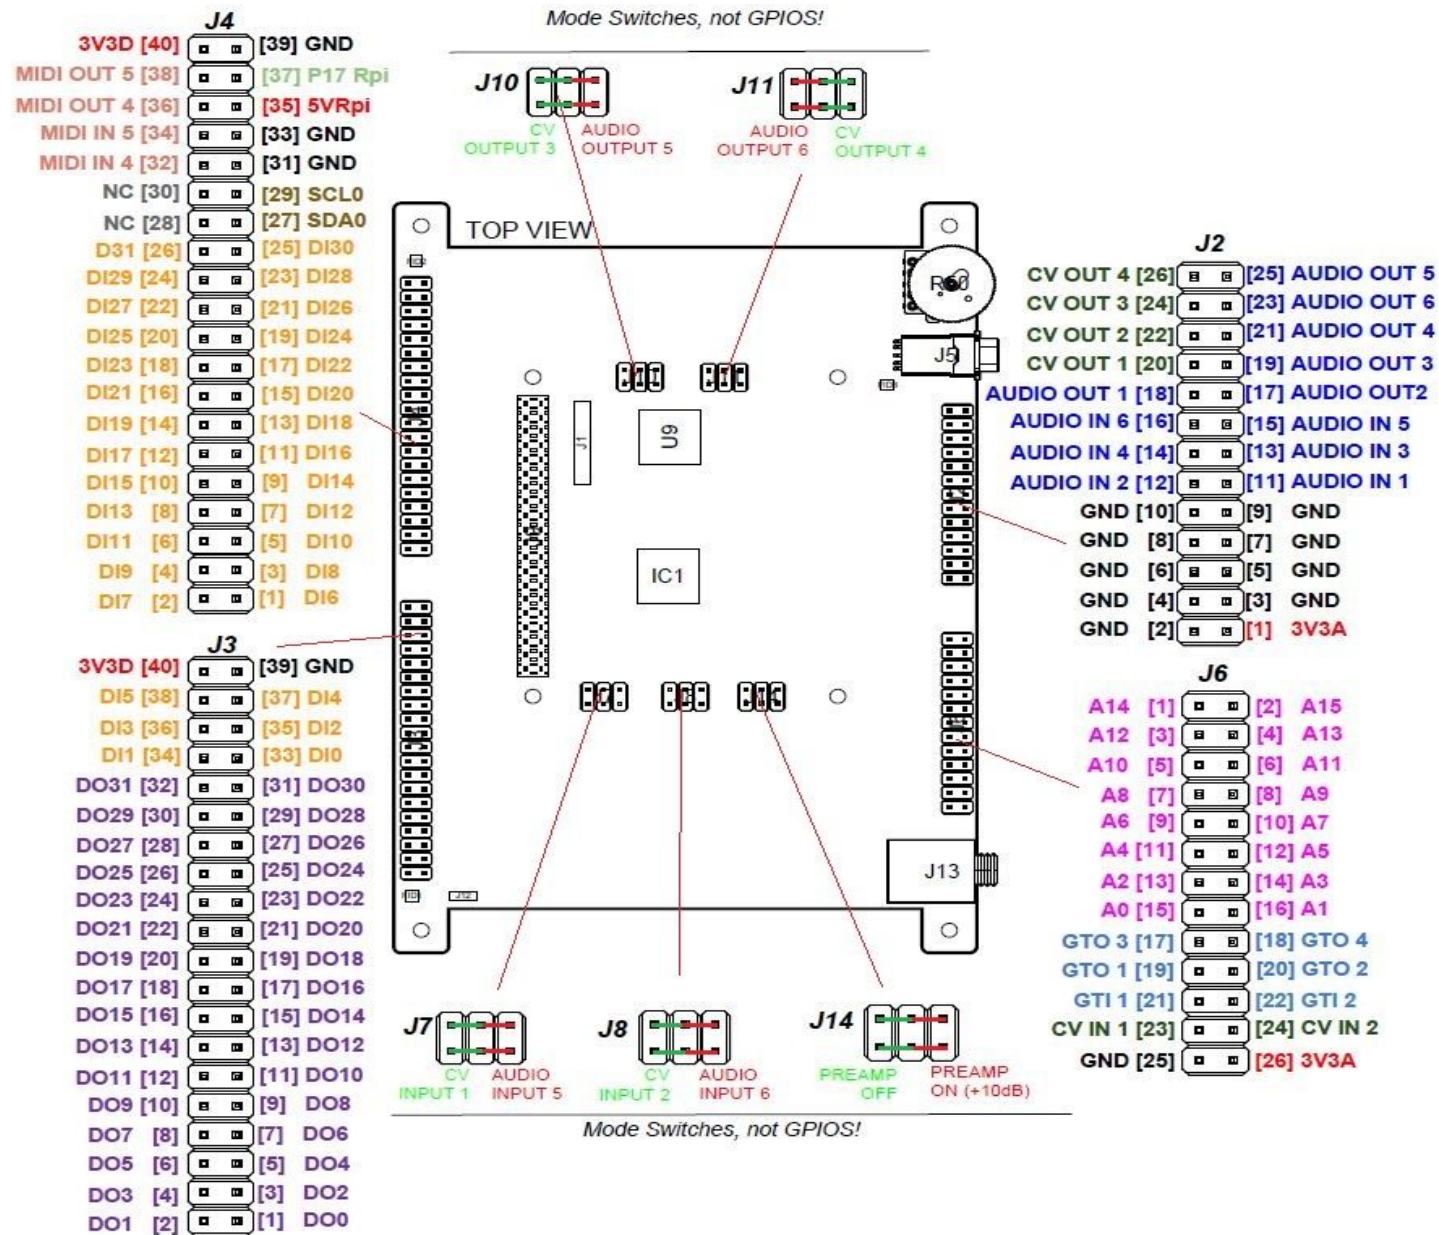 Mode Switches, not GPIOS!
J4
3V3D [40] [39] GND
MIDI OUT 5 [38] [37] P17 Rpi
MIDI OUT 4 [36] [35] 5VRpi
MIDI IN 5 [34] [33] GND
MIDI IN 4 [32] [31] GND
NC [30] [29] SCL0
NC [28] [27] SDA0
D31 [26] [25] DI30
DI29 [24] [23] DI28
DI27 [22] [21] DI26
DI25 [20] [19] DI24
DI23 [18] [17] DI22
DI21 [16] [15] DI20
DI19 [14] [13] DI18
DI17 [12] [11] DI16
DI15 [10] [9] DI14
DI13 [8] [7] DI12
DI11 [6] [5] DI10
DI9 [4] [3] DI8
DI7 [2] [1] DI6
J3
3V3D [40] [39] GND
DI5 [38] [37] DI4
DI3 [36] [35] DI2
DI1 [34] [33] DI0
DO31 [32] [31] DO30
DO29 [30] [29] DO28
DO27 [28] [27] DO26
DO25 [26] [25] DO24
DO23 [24] [23] DO22
DO21 [22] [21] DO20
DO19 [20] [19] DO18
DO17 [18] [17] DO16
DO15 [16] [15] DO14
DO13 [14] [13] DO12
DO11 [12] [11] DO10
DO9 [10] [9] DO8
DO7 [8] [7] DO6
DO5 [6] [5] DO4
DO3 [4] [3] DO2
DO1 [2] [1] DO0
J10
CV AUDIO
OUTPUT 3 OUTPUT 5
J11
AUDIO CV
OUTPUT 6 OUTPUT 4
TOP VIEW
J5
J1
U9
IC1
J13
J12
J2
CV OUT 4 [26] [25] AUDIO OUT 5
CV OUT 3 [24] [23] AUDIO OUT 6
CV OUT 2 [22] [21] AUDIO OUT 4
CV OUT 1 [20] [19] AUDIO OUT 3
AUDIO OUT 1 [18] [17] AUDIO OUT2
AUDIO IN 6 [16] [15] AUDIO IN 5
AUDIO IN 4 [14] [13] AUDIO IN 3
AUDIO IN 2 [12] [11] AUDIO IN 1
GND [10] [9] GND
GND [8] [7] GND
GND [6] [5] GND
GND [4] [3] GND
GND [2] [1] 3V3A
J6
A14 [1] [2] A15
A12 [3] [4] A13
A10 [5] [6] A11
A8 [7] [8] A9
A6 [9] [10] A7
A4 [11] [12] A5
A2 [13] [14] A3
A0 [15] [16] A1
GTO 3 [17] [18] GTO 4
GTO 1 [19] [20] GTO 2
GTI 1 [21] [22] GTI 2
CV IN 1 [23] [24] CV IN 2
GND [25] [26] 3V3A
J7
CV AUDIO
INPUT 1 INPUT 5
J8
CV AUDIO
INPUT 2 INPUT 6
J14
PREAMP PREAMP
OFF ON (+10dB)
Mode Switches, not GPIOS!